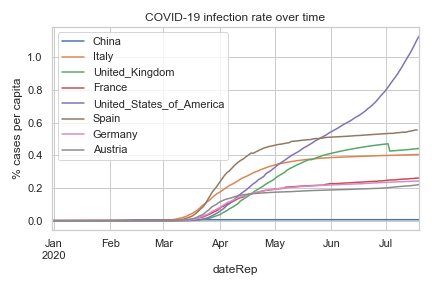 COVID-19 infection rate over time
China
Italy
United_Kingdom
France
United_States_of_America
Spain
Germany
Austria
% cases per capita
1.0
0.8
0.6
0.4
0.2
0.0
Jan Feb Mar Apr May Jun Jul
2020
dateRep